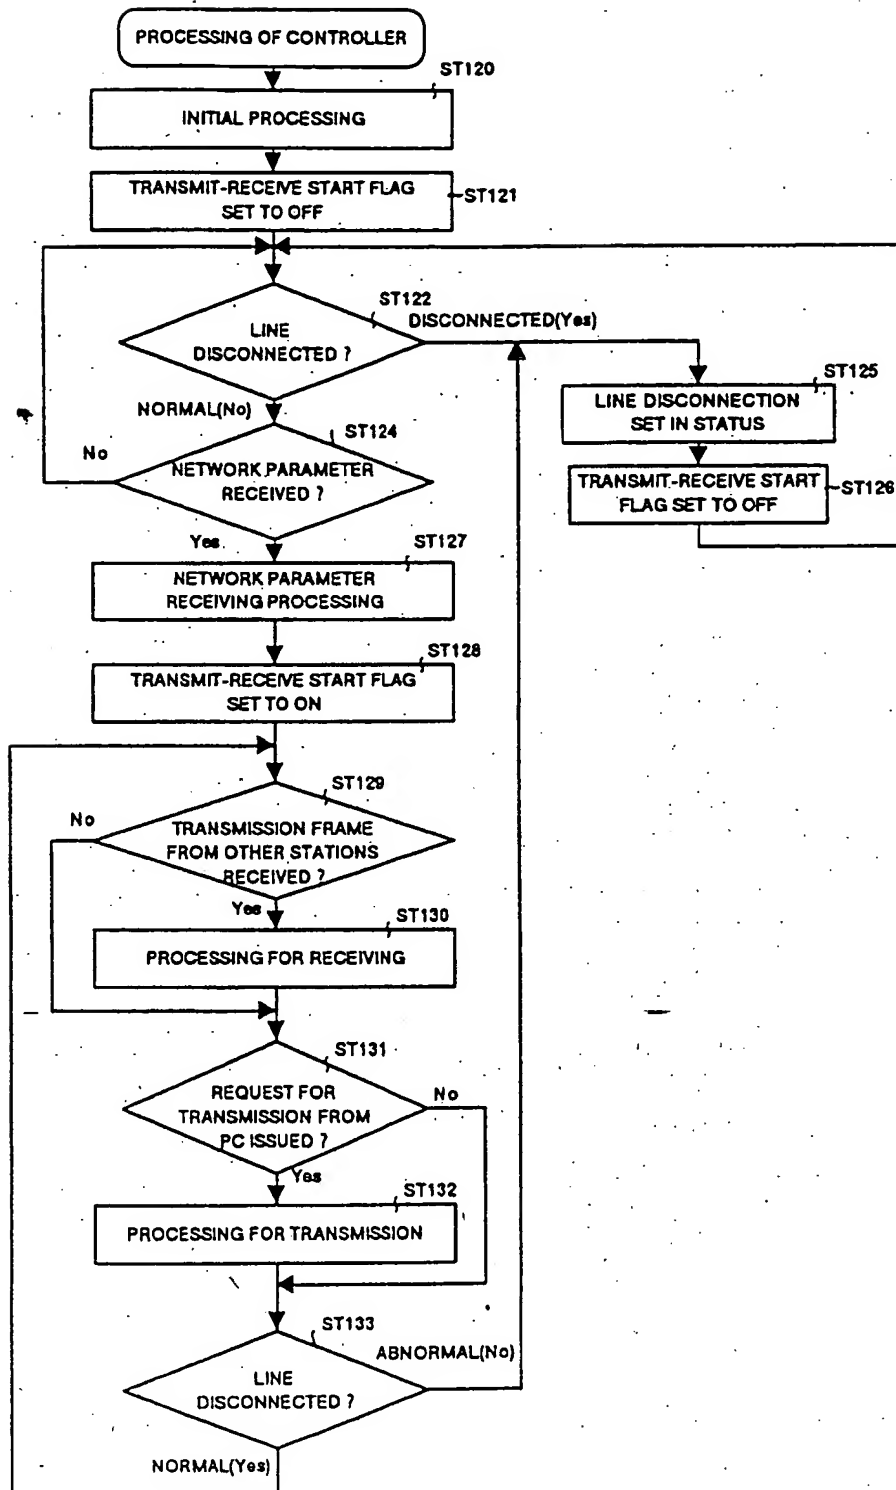 PROCESSING OF CONTROLLER
ST120
INITIAL PROCESSING
TRANSMIT-RECEIVE START FLAG
SET TO OFF
ST121
ST122
LINE
DISCONNECTED ?
DISCONNECTED(Yes)
NORMAL(No)
ST125
LINE DISCONNECTION
SET IN STATUS
ST124
No
NETWORK PARAMETER
RECEIVED ?
TRANSMIT-RECEIVE START
FLAG SET TO OFF
ST126
Yes
ST127
NETWORK PARAMETER
RECEIVING PROCESSING
ST128
TRANSMIT-RECEIVE START FLAG
SET TO ON
ST129
No
TRANSMISSION FRAME
FROM OTHER STATIONS
RECEIVED ?
Yes
ST130
PROCESSING FOR RECEIVING
ST131
REQUEST FOR
TRANSMISSION FROM
PC ISSUED ?
No
Yes
ST132
PROCESSING FOR TRANSMISSION
ST133
LINE
DISCONNECTED ?
ABNORMAL(No)
NORMAL(Yes)